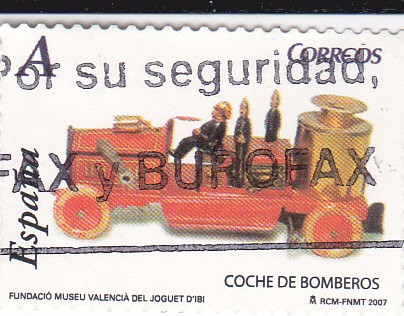 A
CORREOS
Por su seguridad,
FAX y BUROFAX
España
COCHE DE BOMBEROS
FUNDACIÓ MUSEU VALENCIÀ DEL JOGUET D'IBI
RCM-FNMT 2007